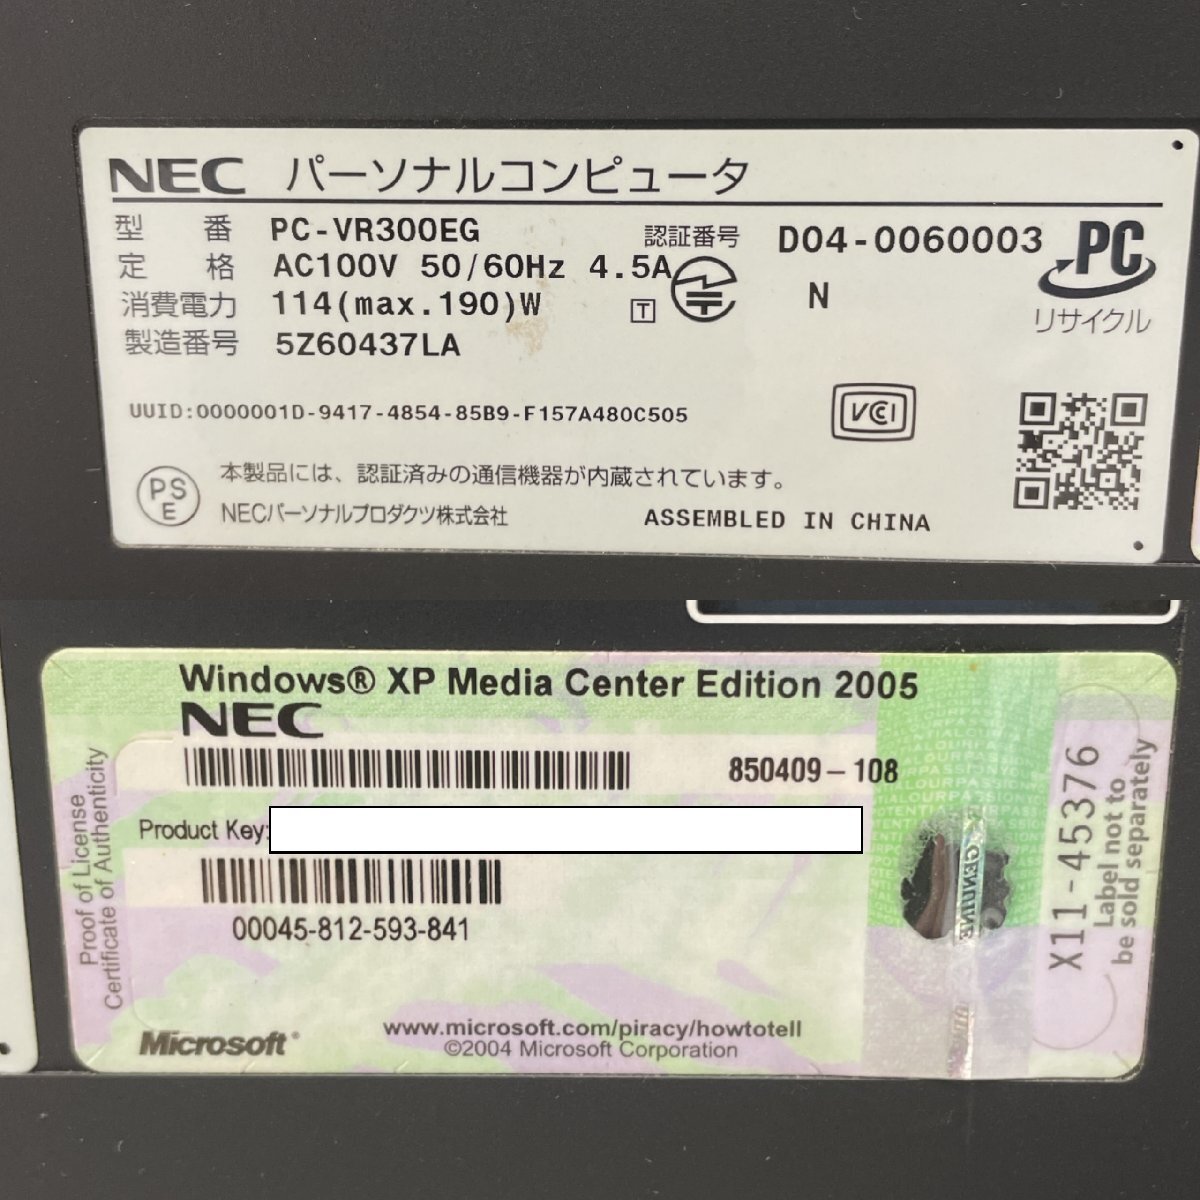 NEC パーソナルコンピュータ
型番 PC-VR300EG
定格 AC100V 50/60Hz 4.5A
消費電力 114(max.190)W
製造番号 5Z60437LA
認証番号 D04-0060003
T
N
PC
リサイクル
UUID:0000001D-9417-4854-85B9-F157A480C505
VCI
PS
E
本製品には、認証済みの通信機器が内蔵されています。
NECパーソナルプロダクツ株式会社
ASSEMBLED IN CHINA
Windows® XP Media Center Edition 2005
NEC
850409-108
Product Key:
00045-812-593-841
Proof of License
Certificate of Authenticity
Microsoft®
www.microsoft.com/piracy/howtotell
©2004 Microsoft Corporation
GENUINE
X11-45376
Label not to
be sold separately